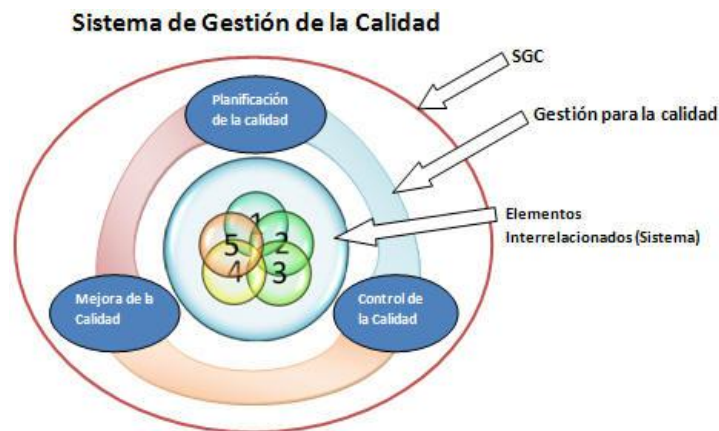 Sistema de Gestión de la Calidad
SGC
Planificación
de la calidad
Gestión para la calidad
Elementos
Interrelacionados (Sistema)
1
5
2
4
3
Mejora de la
Calidad
Control de
la Calidad